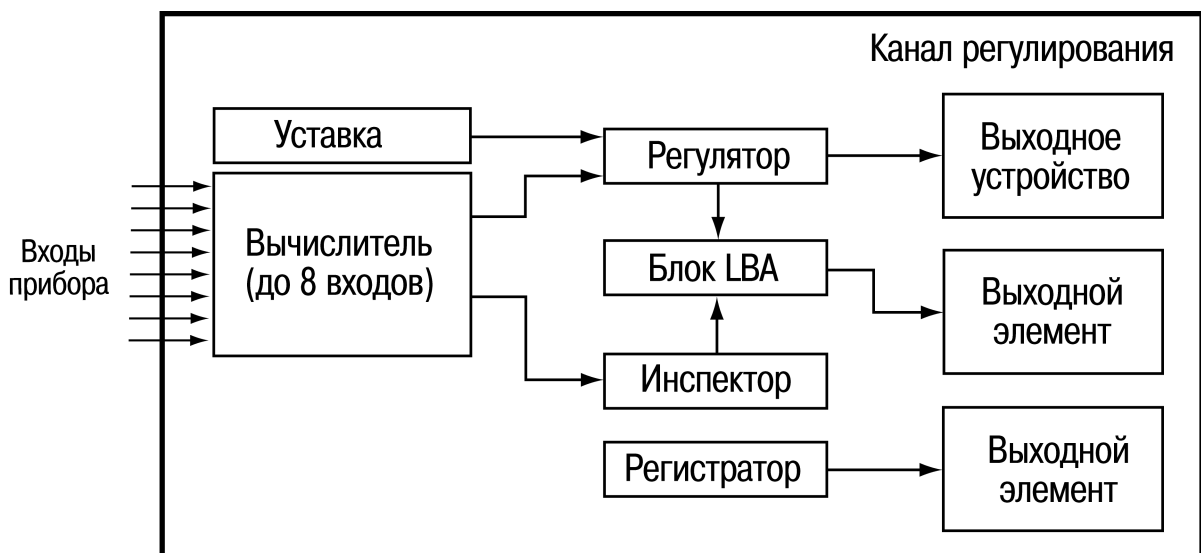 Канал регулирования
Уставка
Регулятор
Выходное
устройство
Входы
прибора
Вычислитель
(до 8 входов)
Блок LBA
Выходной
элемент
Инспектор
Регистратор
Выходной
элемент